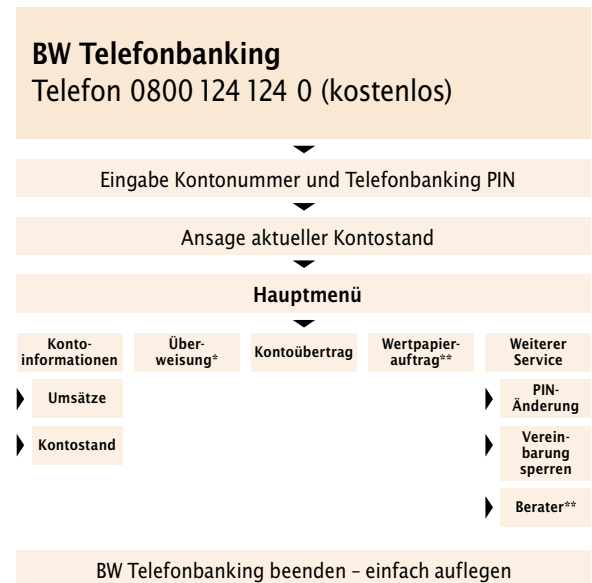 BW Telefonbanking
Telefon 0800 124 124 0 (kostenlos)
Eingabe Kontonummer und Telefonbanking PIN
Ansage aktueller Kontostand
Hauptmenü
Konto-
informationen
Über-
weisung*
Kontoübertrag
Wertpapier-
auftrag**
Weiterer
Service
Umsätze
Kontostand
PIN-
Änderung
Verein-
barung
sperren
Berater**
BW Telefonbanking beenden – einfach auflegen